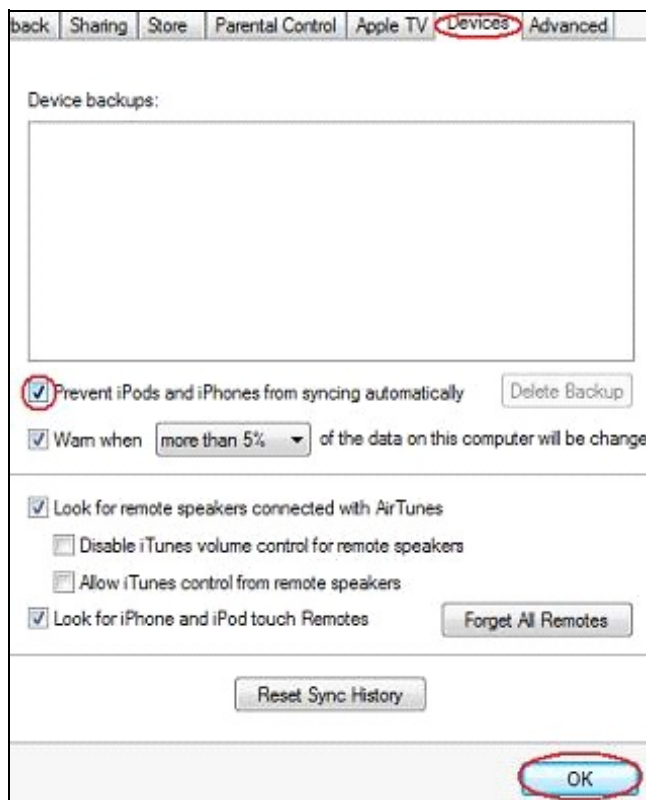 back Sharing Store Parental Control Apple TV Devices Advanced
Device backups:
Prevent iPods and iPhones from syncing automatically Delete Backup
Warn when more than 5% of the data on this computer will be change
Look for remote speakers connected with AirTunes
Disable iTunes volume control for remote speakers
Allow iTunes control from remote speakers
Look for iPhone and iPod touch Remotes Forget All Remotes
Reset Sync History
OK